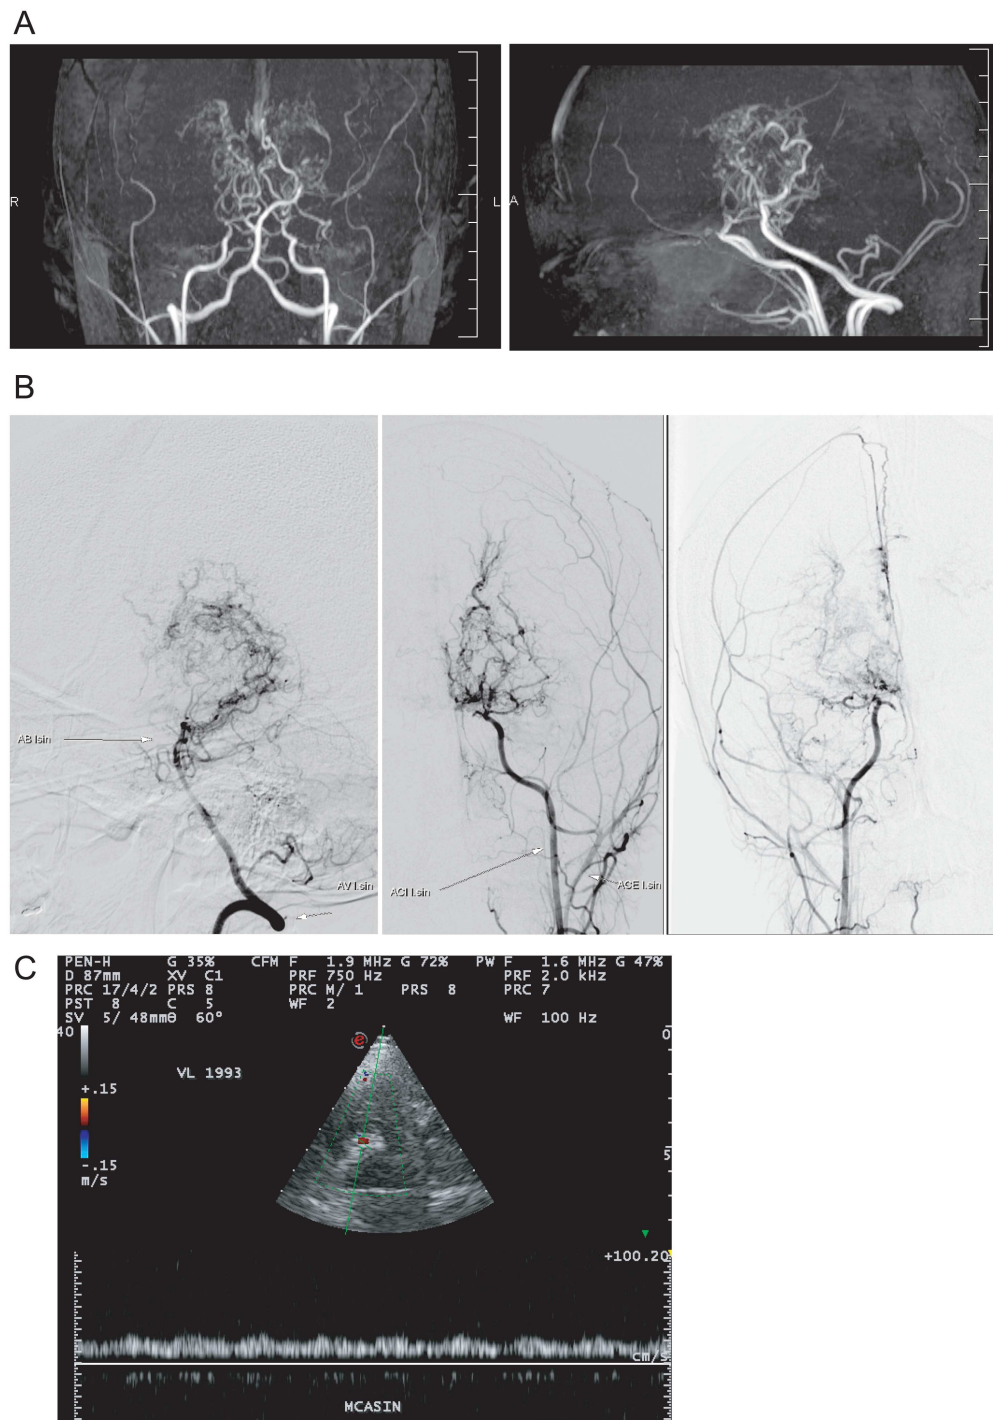 A
R
L
A
B
AB lsin
AV l.sin
ACI l.sin
ACE l.sin
C
PEN-H G 35% CFM F 1.9 MHz G 72% PW F 1.6 MHz G 47%
D 87mm XV C1 PRF 750 Hz PRF 2.0 kHz
PRC 17/4/2 PRS 8 PRC M/ 1 PRS 8 PRC 7
PST 8 C 5 WF 2
SV 5/ 48mmθ 60° WF 100 Hz
40
0
e
VL 1993
+.15
-.15
m/s
5
+100.20
cm/s
MCASIN